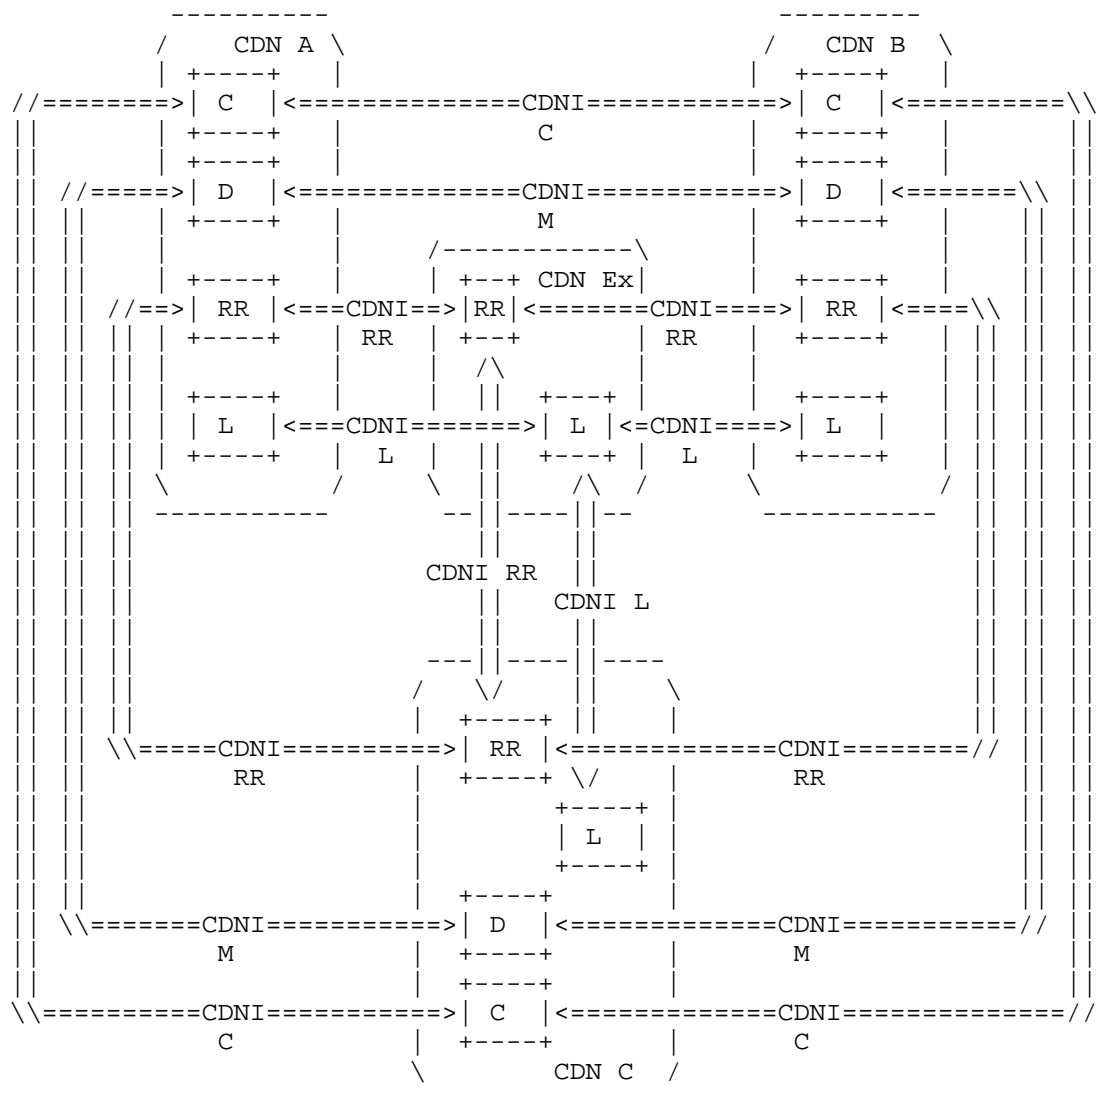 CDN A CDN B
C CDNI C
C
D CDNI D
M
CDN Ex
RR CDNI RR CDNI RR
RR RR
L CDNI L CDNI L
L L
CDNI RR
CDNI L
CDNI RR CDNI
RR RR
L
CDNI D CDNI
M M
CDNI C CDNI
C C
CDN C